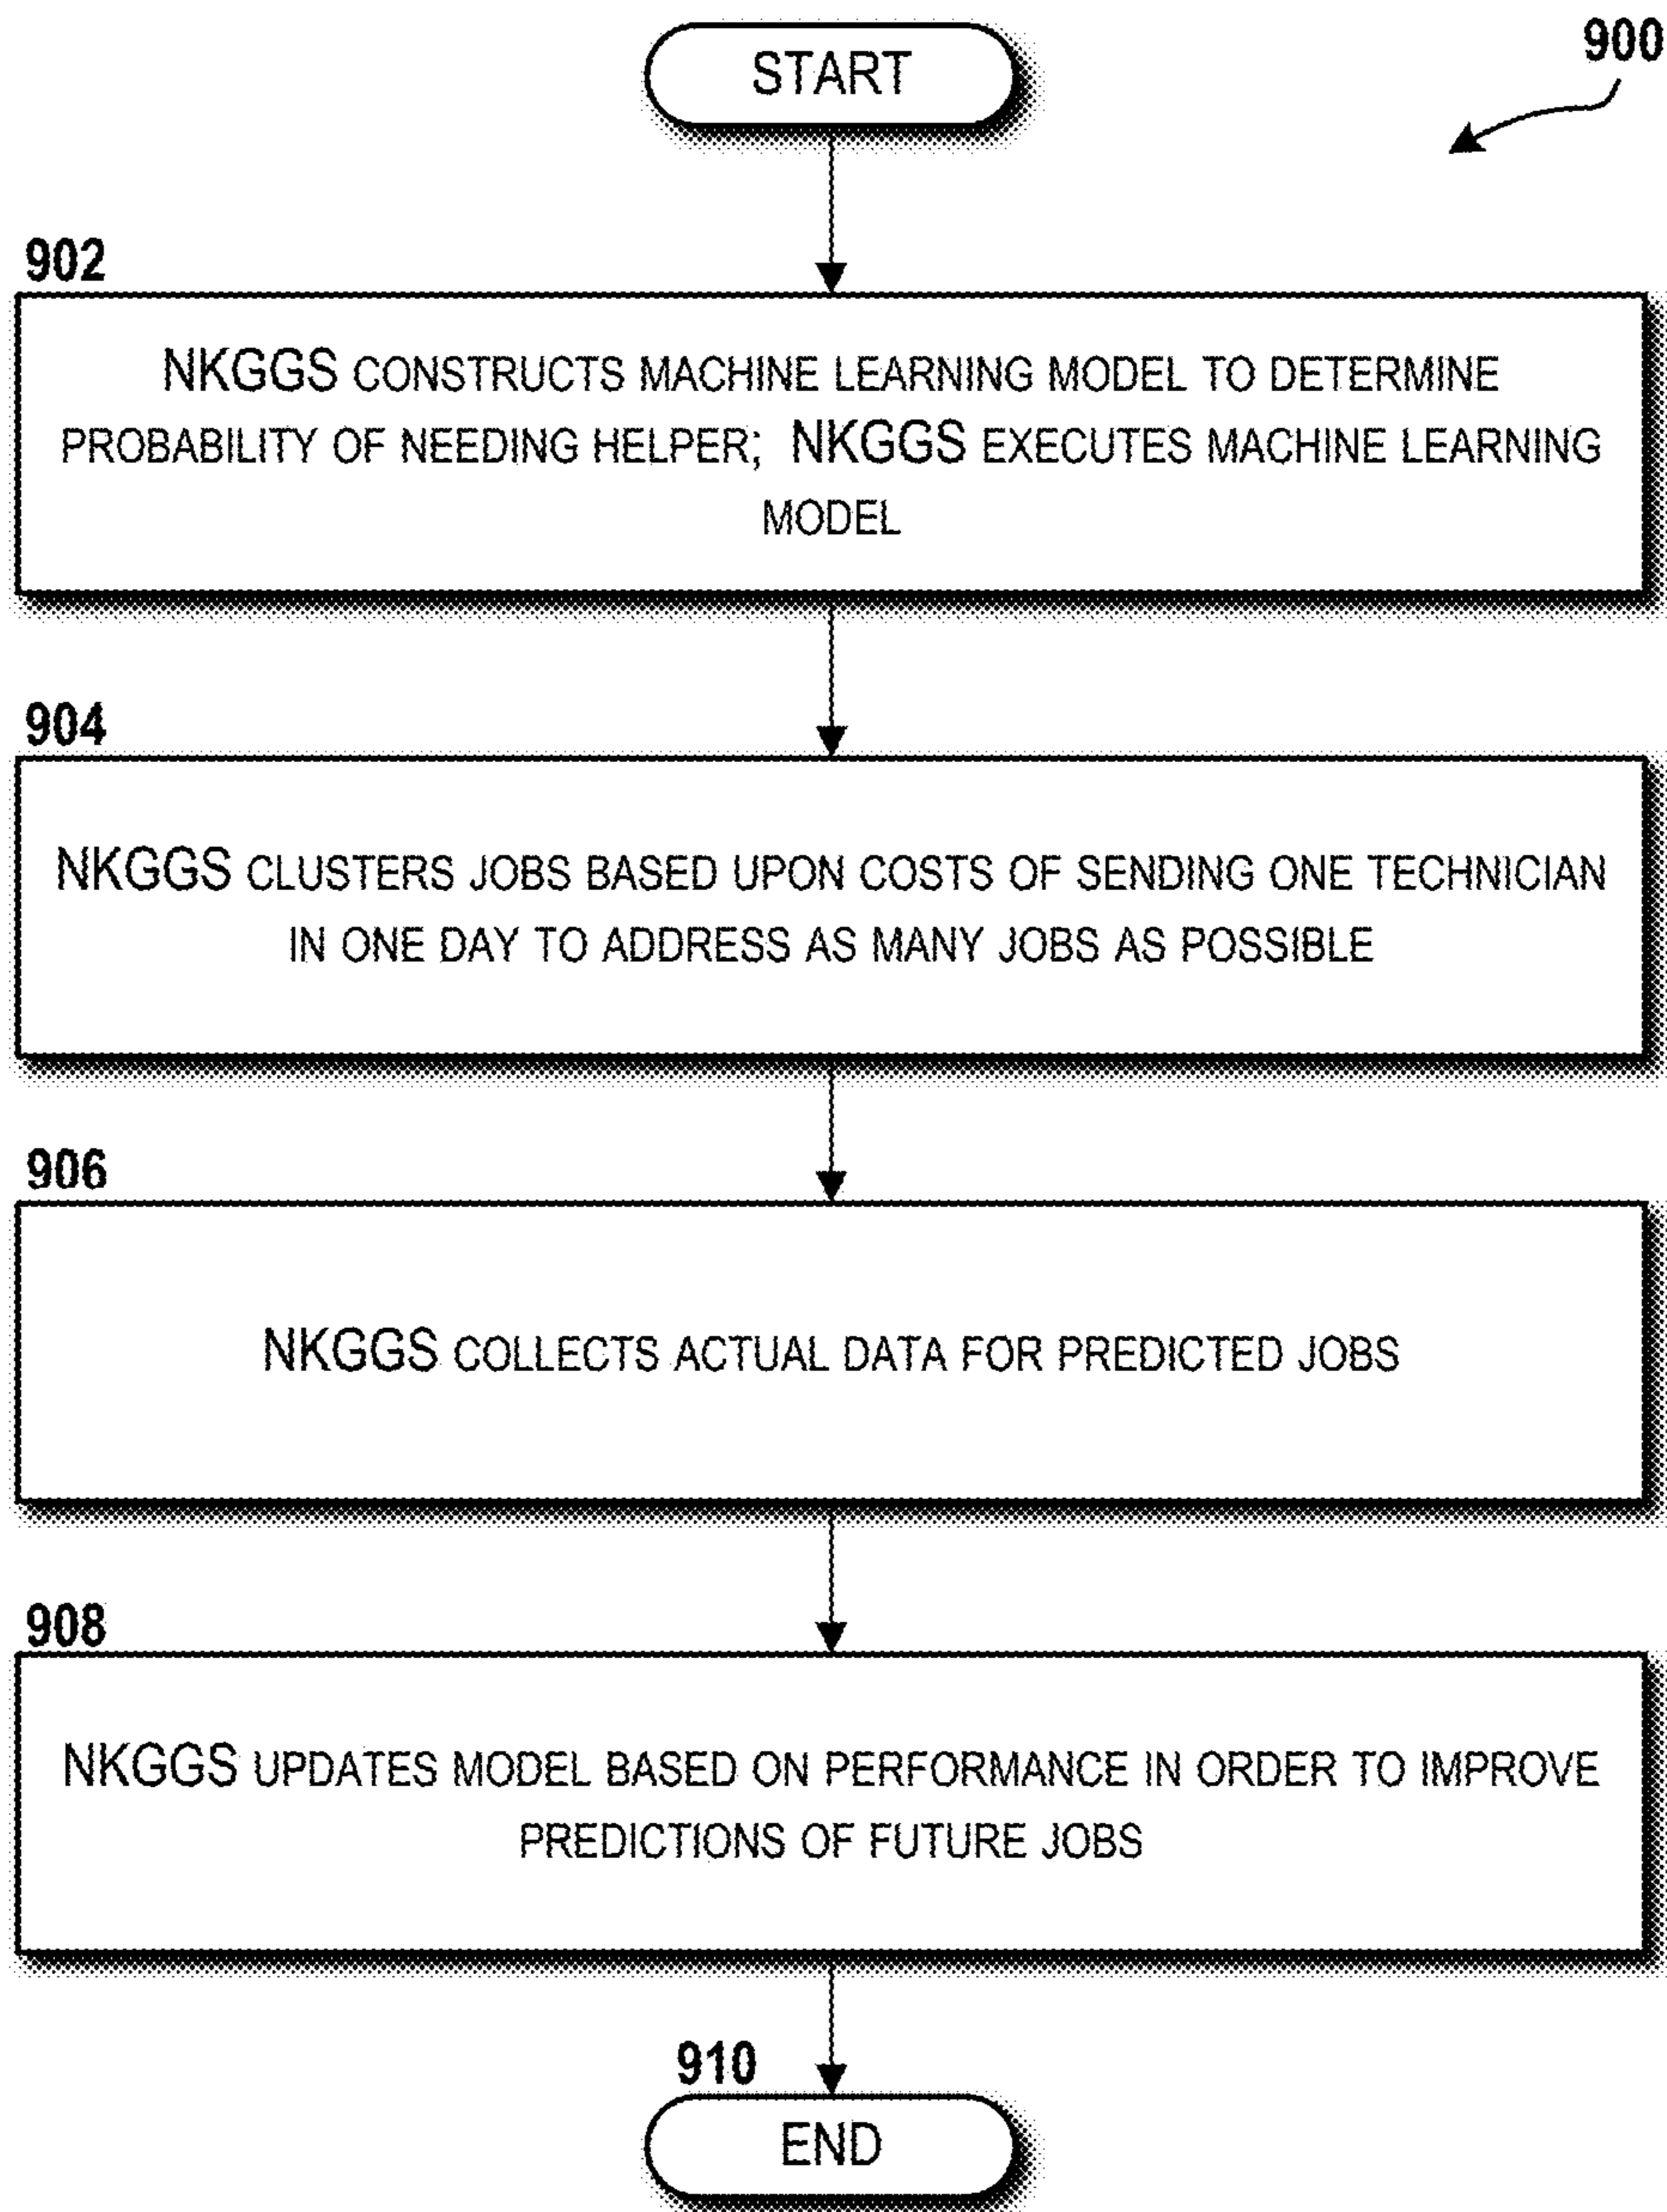 START
900
902
NKGGS CONSTRUCTS MACHINE LEARNING MODEL TO DETERMINE
PROBABILITY OF NEEDING HELPER; NKGGS EXECUTES MACHINE LEARNING
MODEL
904
NKGGS CLUSTERS JOBS BASED UPON COSTS OF SENDING ONE TECHNICIAN
IN ONE DAY TO ADDRESS AS MANY JOBS AS POSSIBLE
906
NKGGS COLLECTS ACTUAL DATA FOR PREDICTED JOBS
908
NKGGS UPDATES MODEL BASED ON PERFORMANCE IN ORDER TO IMPROVE
PREDICTIONS OF FUTURE JOBS
910
END